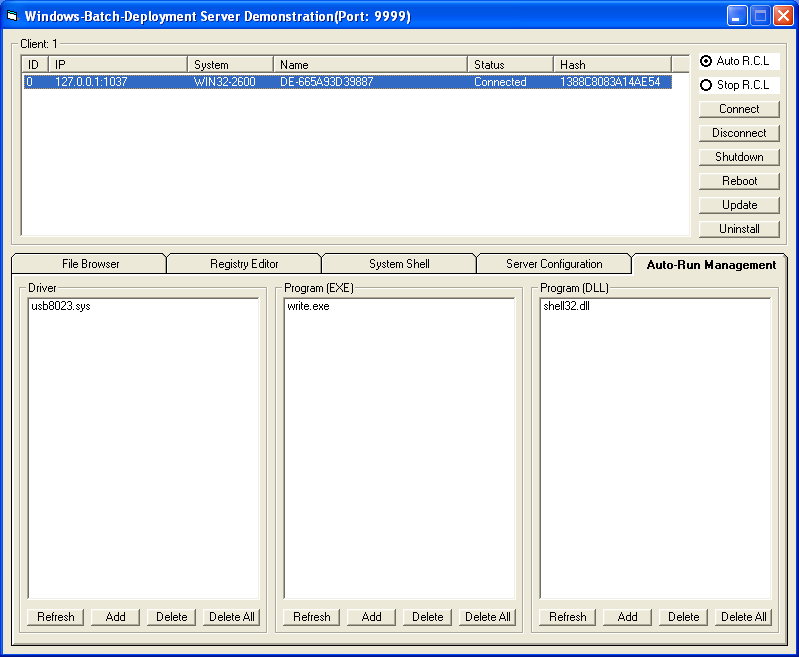 Windows-Batch-Deployment Server Demonstration(Port: 9999)
Client: 1
ID IP System Name Status Hash
0 127.0.0.1:1037 WIN32-2600 DE-665A93D39887 Connected 1388C8083A14AE54
Auto R.C.L
Stop R.C.L
Connect
Disconnect
Shutdown
Reboot
Update
Uninstall
File Browser Registry Editor System Shell Server Configuration Auto-Run Management
Driver Program (EXE) Program (DLL)
usb8023.sys write.exe shell32.dll
Refresh Add Delete Delete All Refresh Add Delete Delete All Refresh Add Delete Delete All